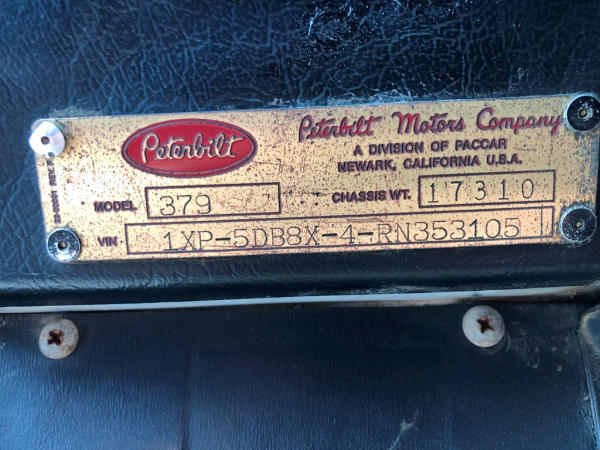 Peterbilt
Peterbilt Motors Company
A DIVISION OF PACCAR
NEWARK, CALIFORNIA U.S.A.
MODEL 379
CHASSIS WT. 17310
VIN 1XP-5DB8X-4-RN353105